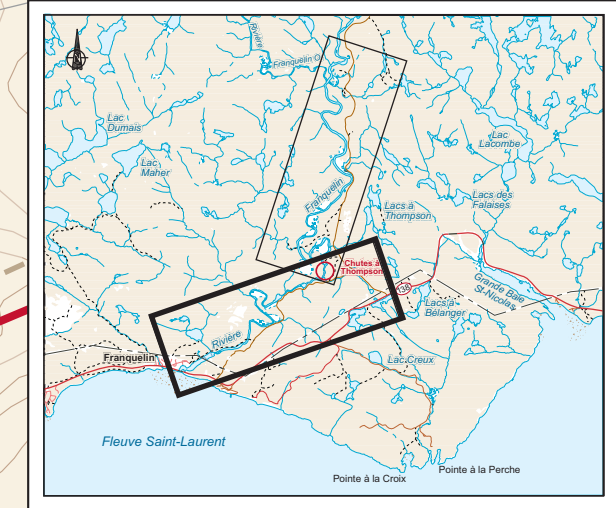 Rivière
Franquelin O
Lac
Dumais
Lac
Maher
Lac
Lacombe
Franquelin
Lacs des
Falaises
Lacs à
Thompson
Chutes à
Thompson
138
Grande Baie
St-Nicolas
Lacs à
Bélanger
Rivière
Franquelin
Lac Creux
Fleuve Saint-Laurent
Pointe à la Perche
Pointe à la Croix